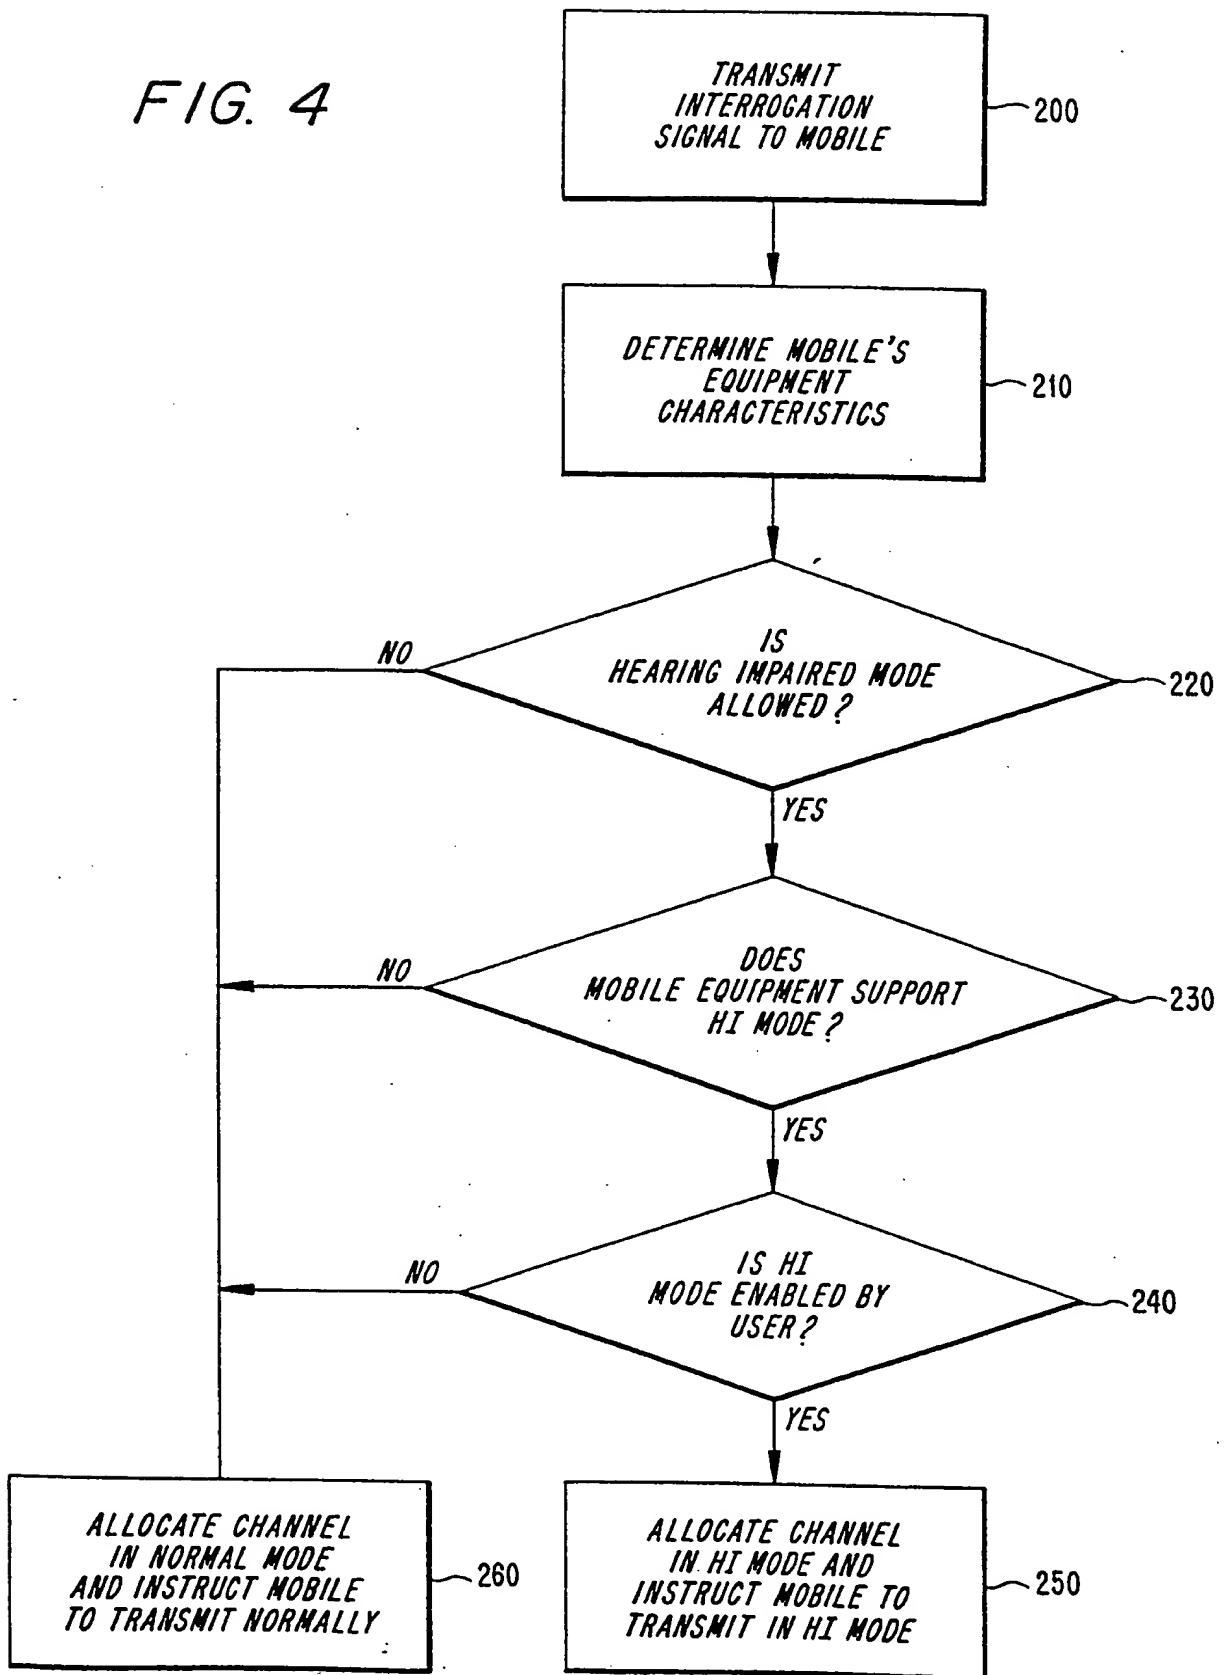 FIG. 4
TRANSMIT
INTERROGATION
SIGNAL TO MOBILE
200
DETERMINE MOBILE'S
EQUIPMENT
CHARACTERISTICS
210
IS
HEARING IMPAIRED MODE
ALLOWED?
220
NO
YES
DOES
MOBILE EQUIPMENT SUPPORT
HI MODE?
230
NO
YES
IS HI
MODE ENABLED BY
USER?
240
NO
YES
ALLOCATE CHANNEL
IN NORMAL MODE
AND INSTRUCT MOBILE
TO TRANSMIT NORMALLY
260
ALLOCATE CHANNEL
IN HI MODE AND
INSTRUCT MOBILE TO
TRANSMIT IN HI MODE
250